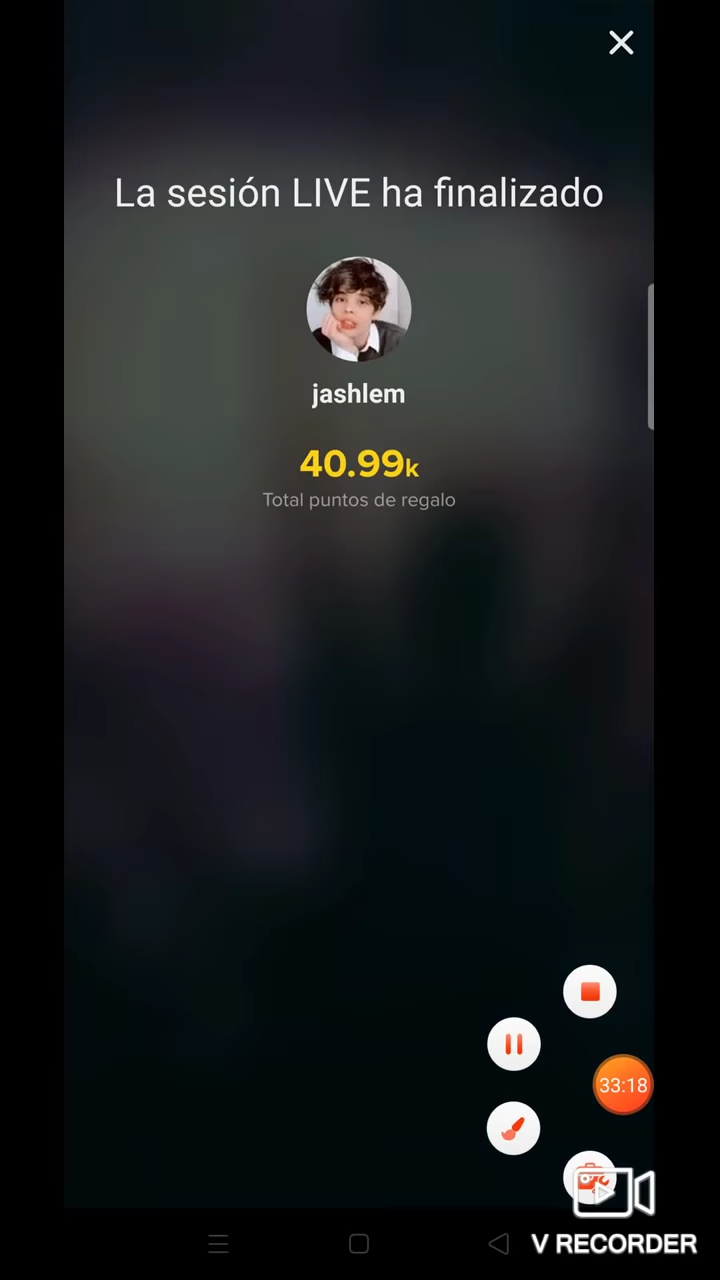 La sesión LIVE ha finalizado
jashlem
40.99k
Total puntos de regalo
33:18
V RECORDER